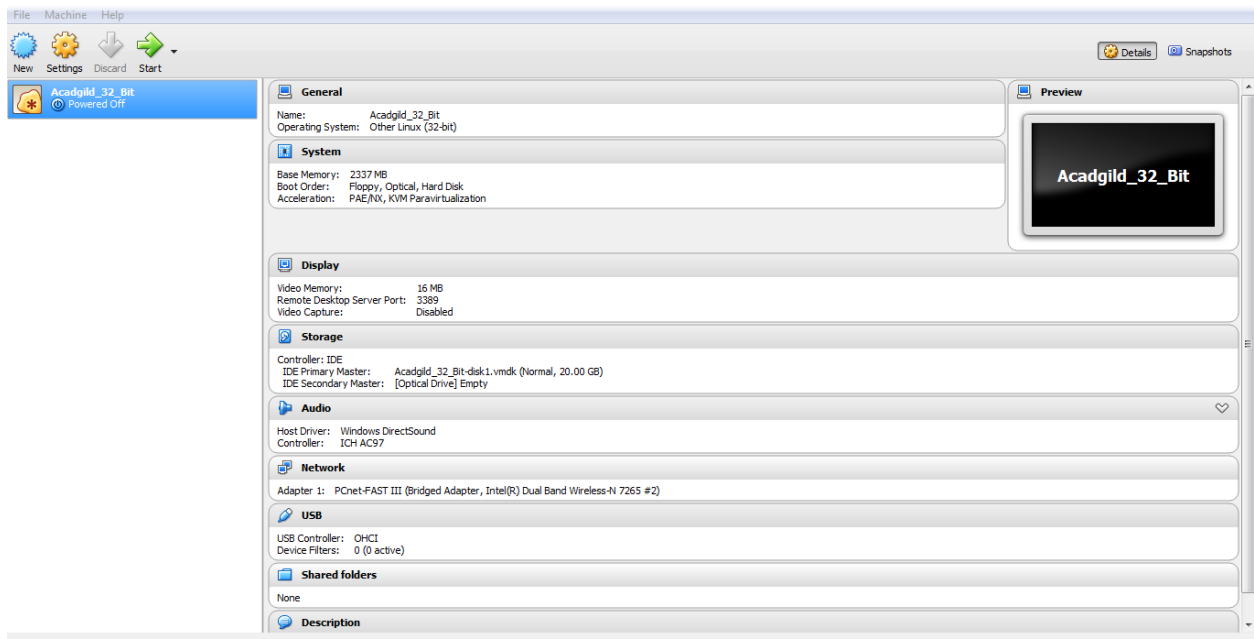 File Machine Help
New Settings Discard Start
Details Snapshots
Acadgild_32_Bit
Powered Off
General
Name: Acadgild_32_Bit
Operating System: Other Linux (32-bit)
System
Base Memory: 2337 MB
Boot Order: Floppy, Optical, Hard Disk
Acceleration: PAE/NX, KVM Paravirtualization
Preview
Acadgild_32_Bit
Display
Video Memory: 16 MB
Remote Desktop Server Port: 3389
Video Capture: Disabled
Storage
Controller: IDE
IDE Primary Master: Acadgild_32_Bit-disk1.vmdk (Normal, 20.00 GB)
IDE Secondary Master: [Optical Drive] Empty
Audio
Host Driver: Windows DirectSound
Controller: ICH AC97
Network
Adapter 1: PCnet-FAST III (Bridged Adapter, Intel(R) Dual Band Wireless-N 7265 #2)
USB
USB Controller: OHCI
Device Filters: 0 (0 active)
Shared folders
None
Description